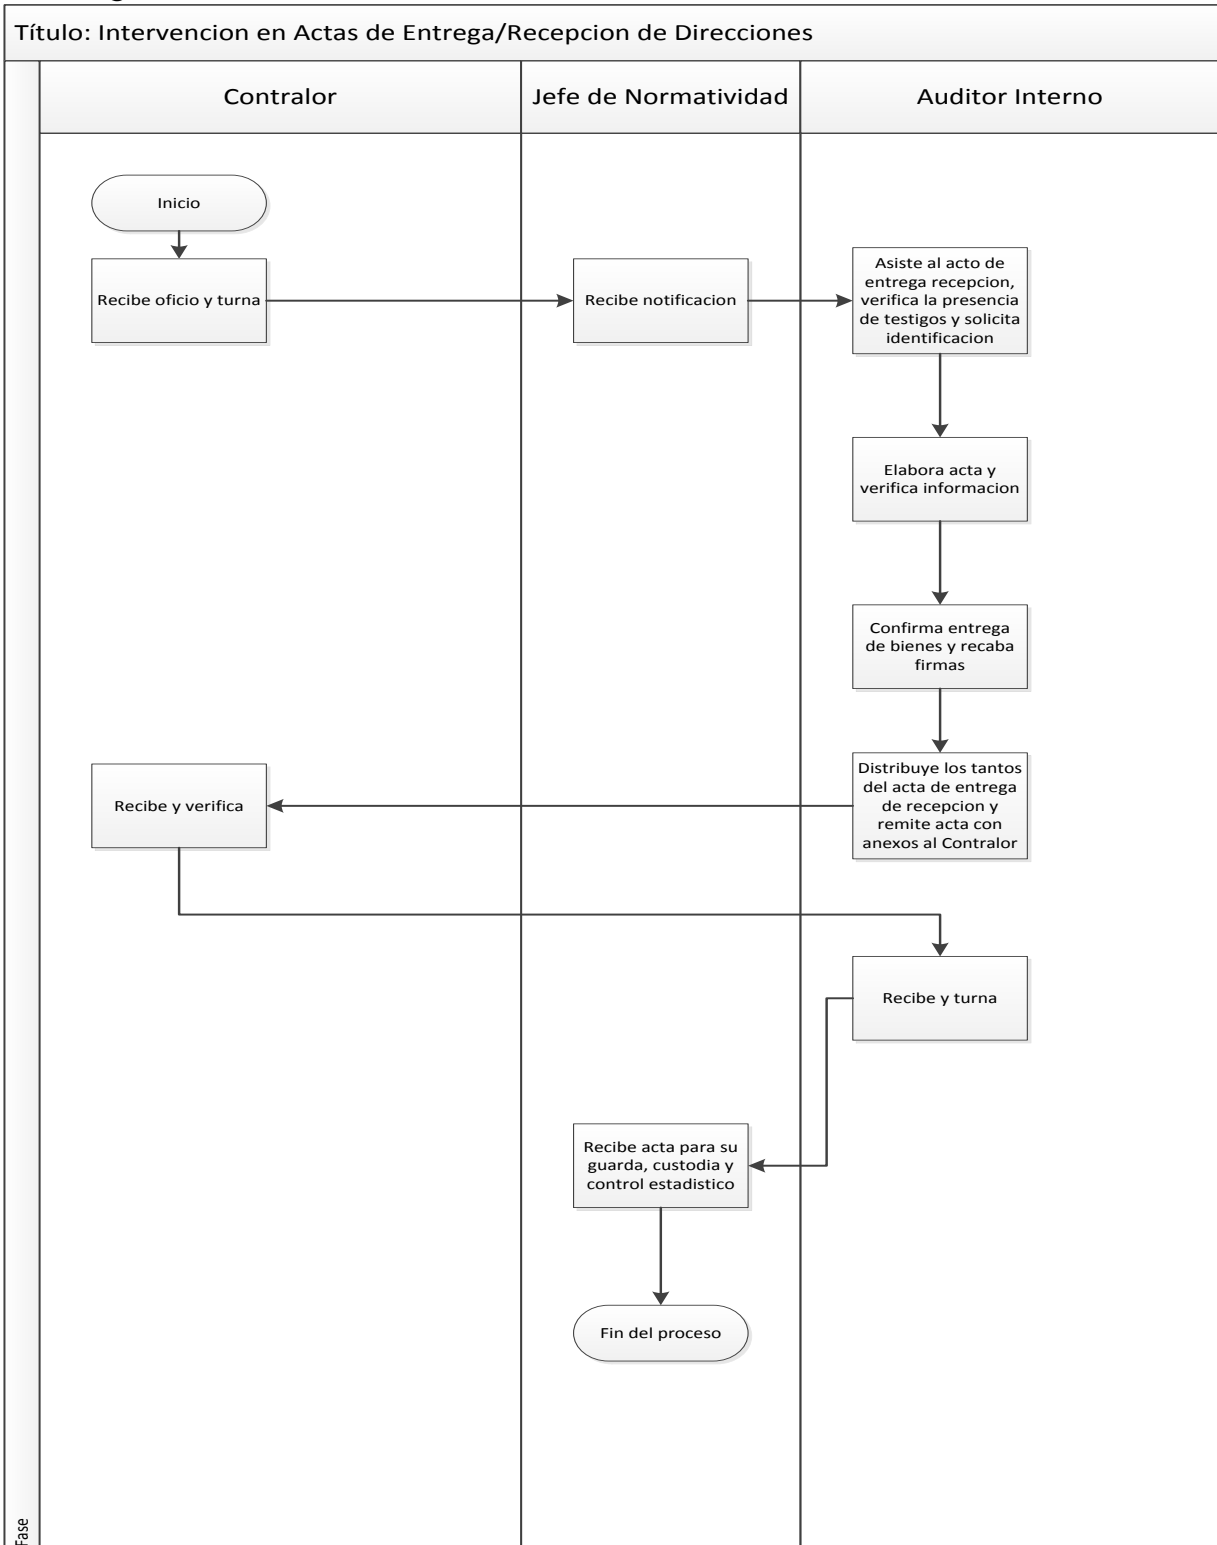 Título: Intervencion en Actas de Entrega/Recepcion de Direcciones
Contralor
Jefe de Normatividad
Auditor Interno
Inicio
Recibe oficio y turna
Recibe notificacion
Asiste al acto de
entrega recepcion,
verifica la presencia
de testigos y solicita
identificacion
Elabora acta y
verifica informacion
Confirma entrega
de bienes y recaba
firmas
Distribuye los tantos
del acta de entrega
de recepcion y
remite acta con
anexos al Contralor
Recibe y verifica
Recibe y turna
Recibe acta para su
guarda, custodia y
control estadistico
Fin del proceso
Fase